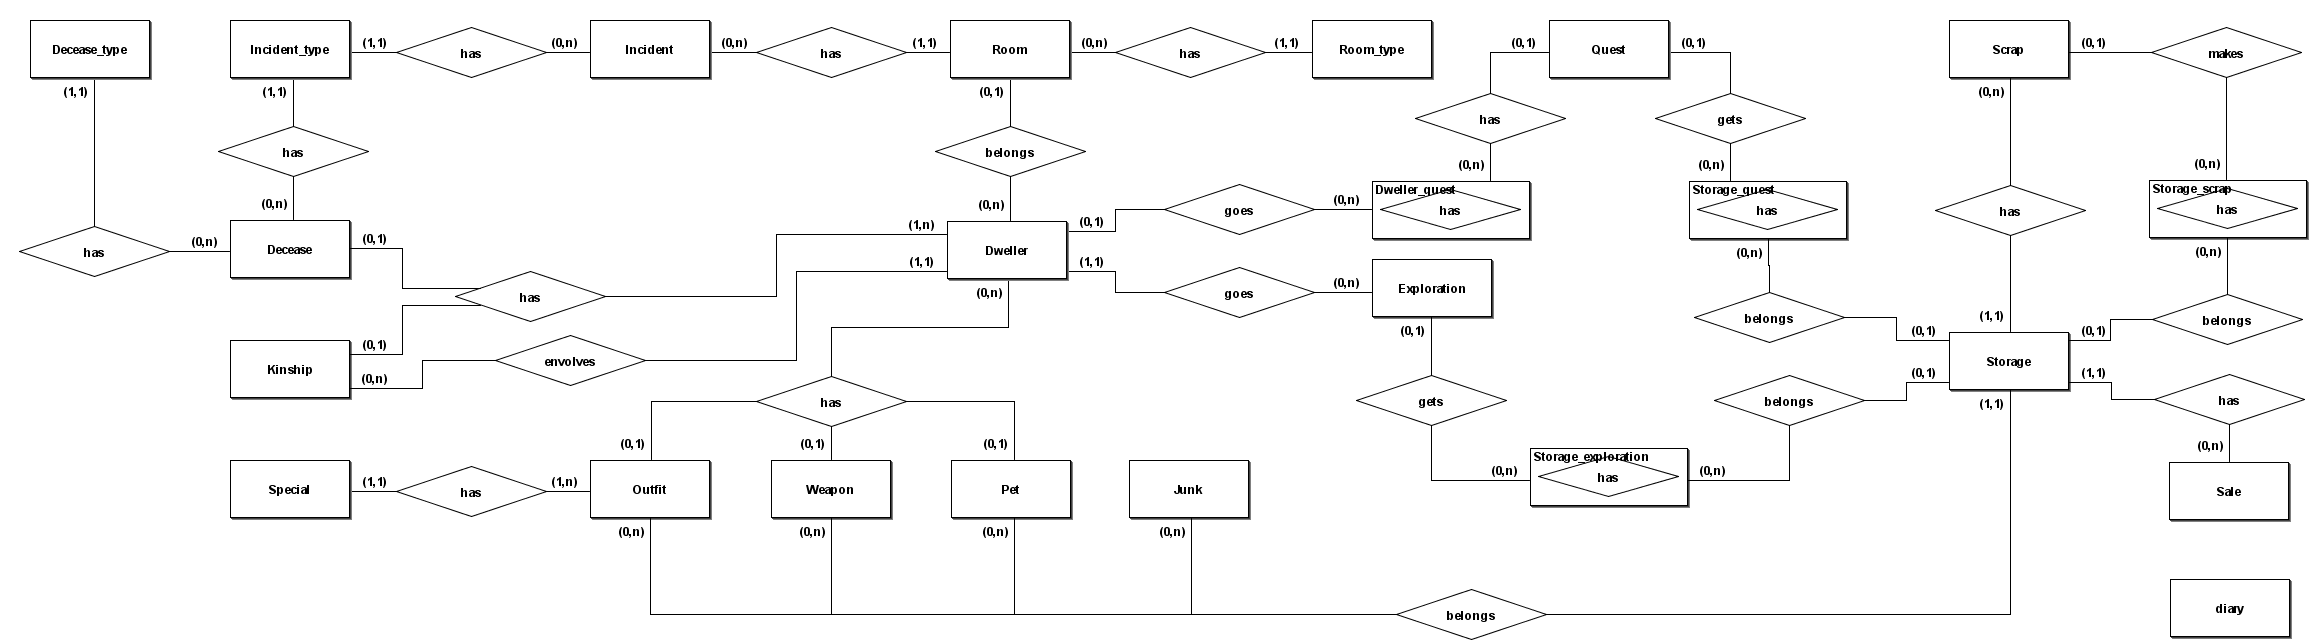 Decease_type
Incident_type
(1,1)
has
(0,n)
Incident
(0,n)
has
(1,1)
Room
(0,n)
has
(1,1)
Room_type
(0,1)
Quest
(0,1)
Scrap
(0,1)
makes
(1,1)
(1,1)
(0,1)
(0,n)
has
gets
has
belongs
(0,n)
(0,n)
(0,n)
(0,n)
(0,n)
Dweller_quest
has
Storage_quest
has
Storage_scrap
has
(0,n)
goes
(0,n)
(0,1)
(1,n)
has
has
(0,n)
Decease
(0,1)
Dweller
(0,n)
(0,n)
(1,1)
(1,1)
goes
(0,n)
Exploration
has
(0,n)
(1,1)
belongs
(0,1)
(0,1)
belongs
(0,1)
(0,1)
Kinship
(0,n)
envolves
Storage
(0,1)
(1,1)
has
gets
belongs
(1,1)
has
(0,1)
(0,1)
(0,1)
(0,n)
Storage_exploration
has
(0,n)
(0,n)
Special
(1,1)
has
(1,n)
Outfit
Weapon
Pet
Junk
Sale
(0,n)
(0,n)
(0,n)
(0,n)
belongs
diary